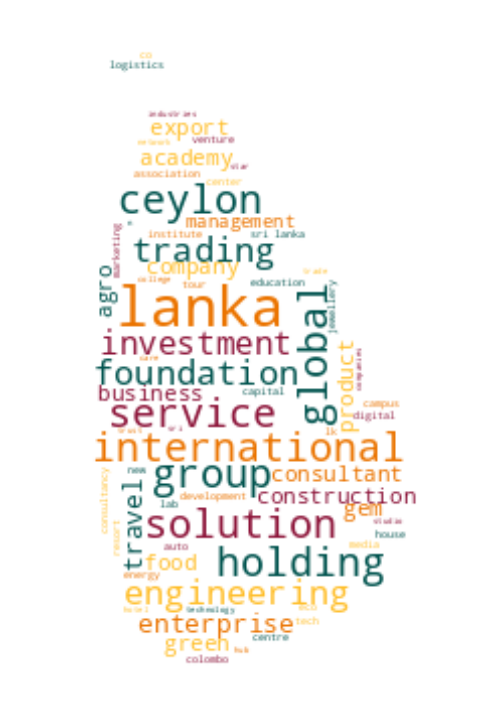 co
logistics
industries
export
network venture
academy star
association
center
ceylon
management
marketing institute sri lanka
trading
company
agro college tour education trade
lanka
global
jewellery
investment
product
companies
foundation
business capital
campus
service digital
trust sri lk
international
group consultant
consultancy
travel
new
development construction
lab gem
solution studio
house
resort auto media
holding
food
energy
engineering
hotel technology eco
enterprise tech
centre
green hub
colombo